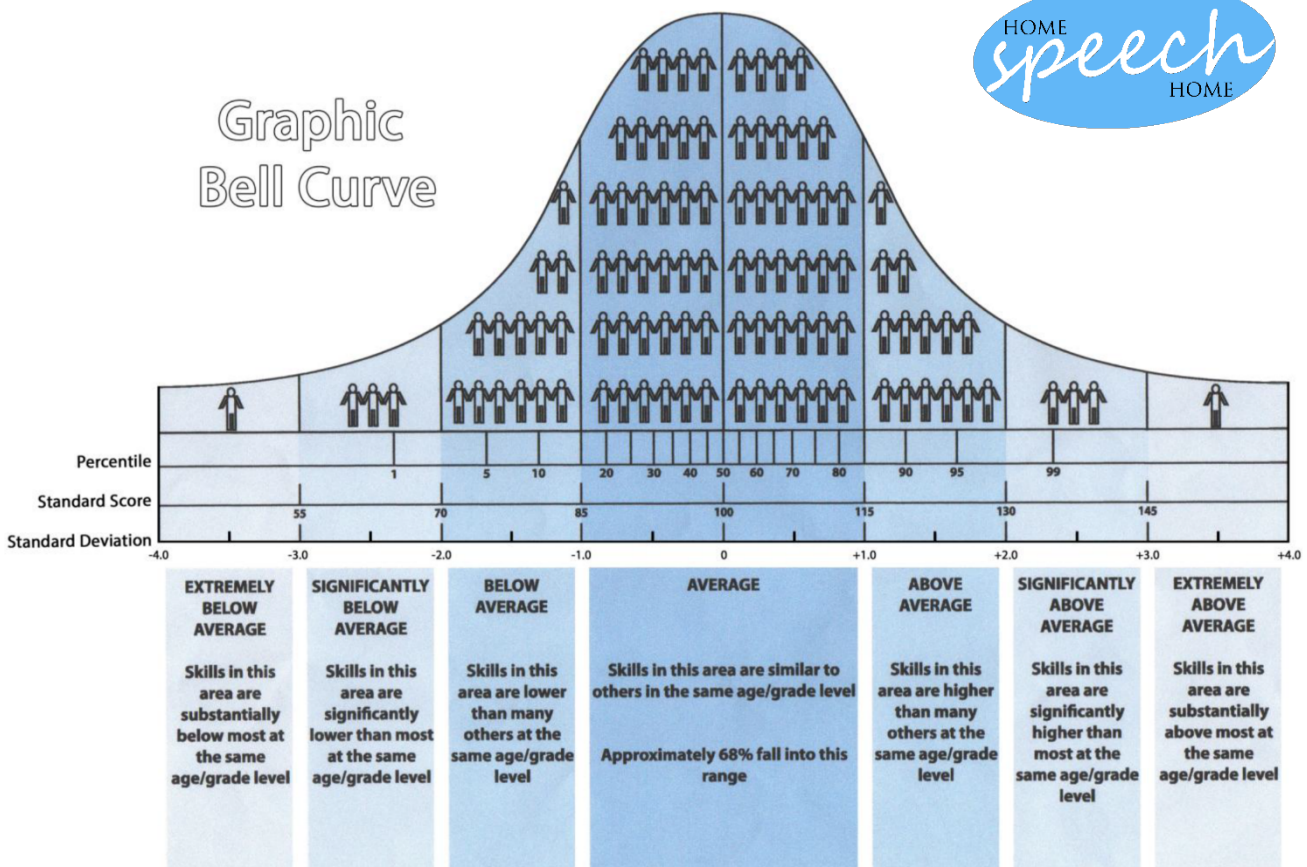 HOME
speech
HOME
Graphic
Bell Curve
Percentile
1 5 10 20 30 40 50 60 70 80 90 95 99
Standard Score
55 70 85 100 115 130 145
Standard Deviation
-4.0 -3.0 -2.0 -1.0 0 +1.0 +2.0 +3.0 +4.0
EXTREMELY
BELOW
AVERAGE
Skills in this
area are
substantially
below most at
the same
age/grade level
SIGNIFICANTLY
BELOW
AVERAGE
Skills in this
area are
significantly
lower than most
at the same
age/grade level
BELOW
AVERAGE
Skills in this
area are lower
than many
others at the
same age/grade
level
AVERAGE
Skills in this area are similar to
others in the same age/grade level
Approximately 68% fall into this
range
ABOVE
AVERAGE
Skills in this
area are higher
than many
others at the
same age/grade
level
SIGNIFICANTLY
ABOVE
AVERAGE
Skills in this
area are
significantly
higher than
most at the
same age/grade
level
EXTREMELY
ABOVE
AVERAGE
Skills in this
area are
substantially
above most at
the same
age/grade level